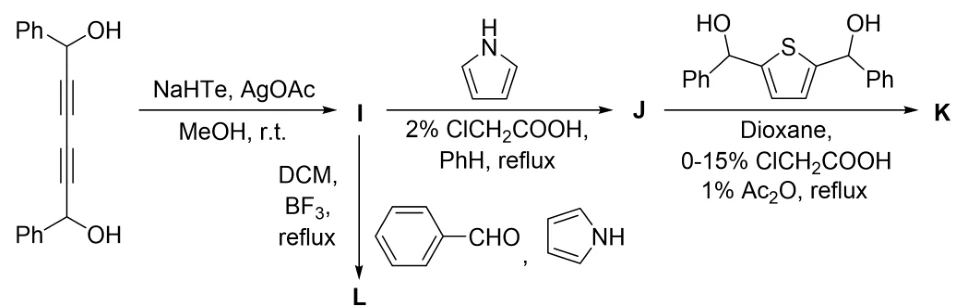 Ph
OH
Ph
OH
NaHTe, AgOAc
MeOH, r.t.
I
H
N
2% ClCH₂COOH,
PhH, reflux
J
HO
OH
S
Ph
Ph
Dioxane,
0-15% ClCH₂COOH
1% Ac₂O, reflux
K
DCM,
BF₃,
reflux
CHO
,
NH
L